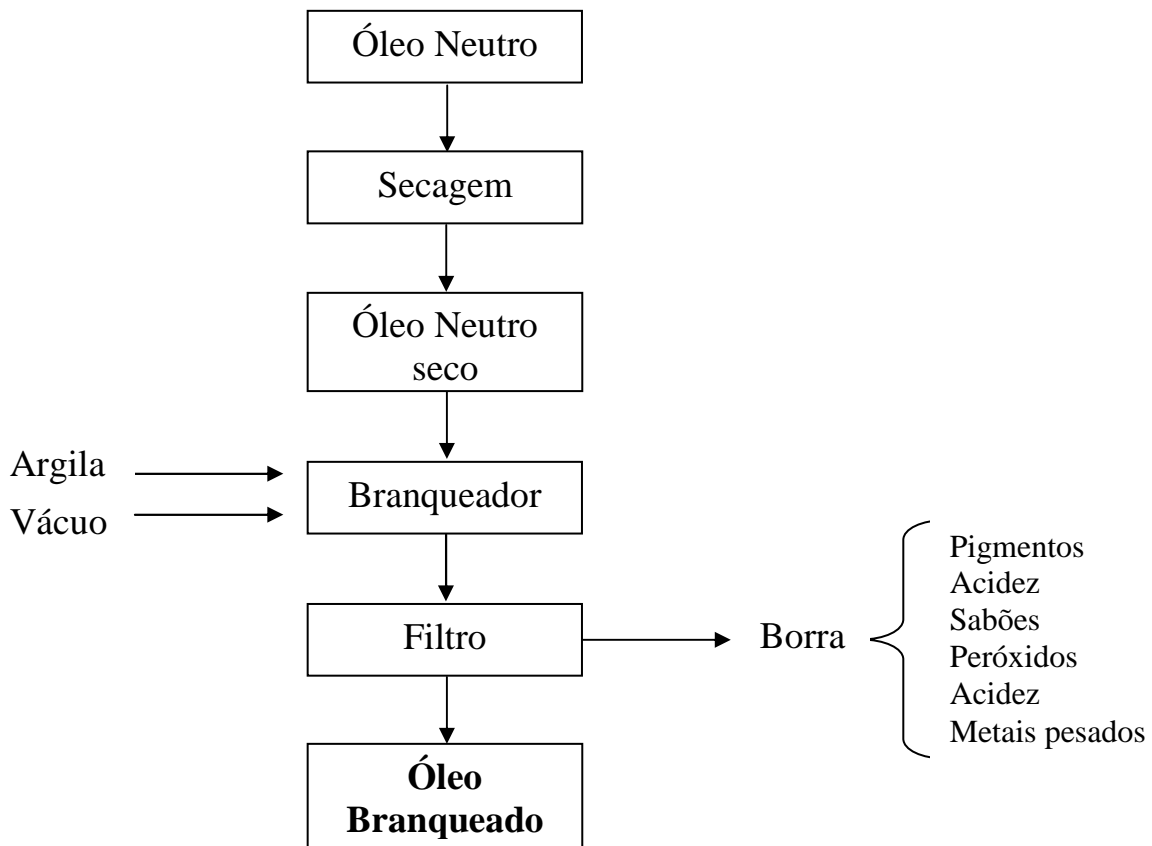 Óleo Neutro
Secagem
Óleo Neutro
seco
Argila
Vácuo
Branqueador
Filtro
Borra
Pigmentos
Acidez
Sabões
Peróxidos
Acidez
Metais pesados
Óleo
Branqueado